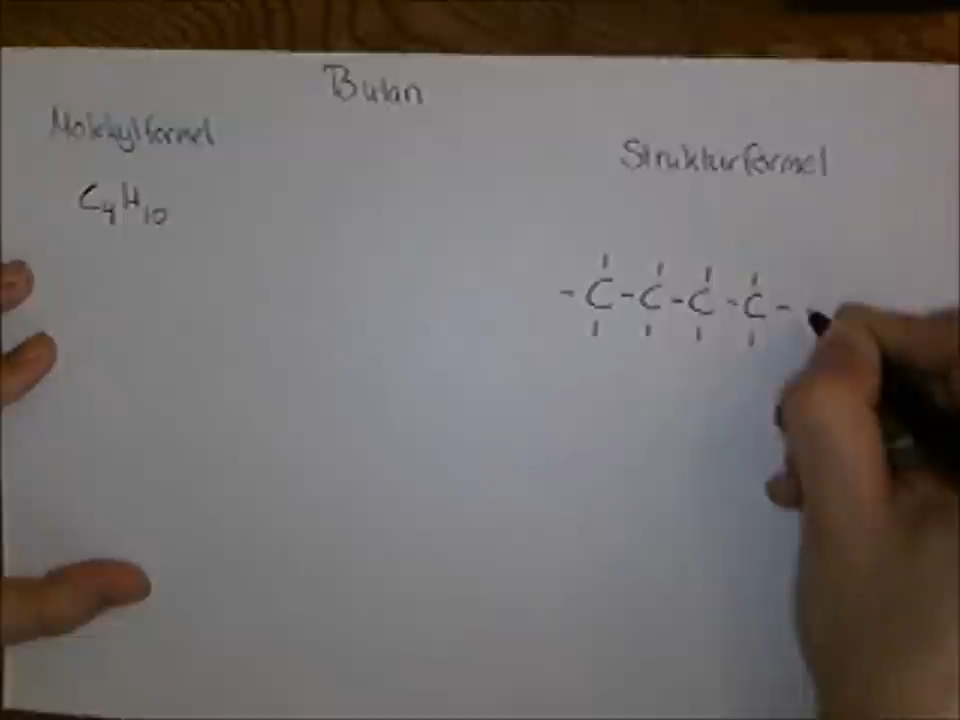 Butan
Molekylformel
Strukturformel
C₄H₁₀
- C - C - C - C -